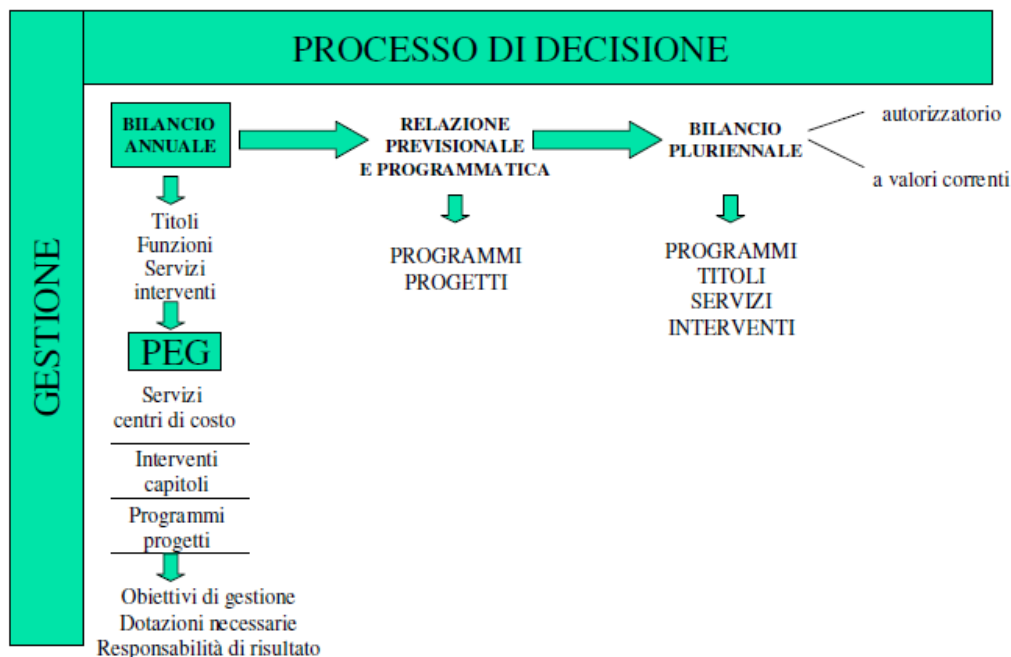 PROCESSO DI DECISIONE
GESTIONE
BILANCIO
ANNUALE
RELAZIONE
PREVISIONALE
E PROGRAMMATICA
BILANCIO
PLURIENNALE
autorizzatorio
a valori correnti
Titoli
Funzioni
Servizi
interventi
PROGRAMMI
PROGETTI
PROGRAMMI
TITOLI
SERVIZI
INTERVENTI
PEG
Servizi
centri di costo
Interventi
capitoli
Programmi
progetti
Obiettivi di gestione
Dotazioni necessarie
Responsabilità di risultato